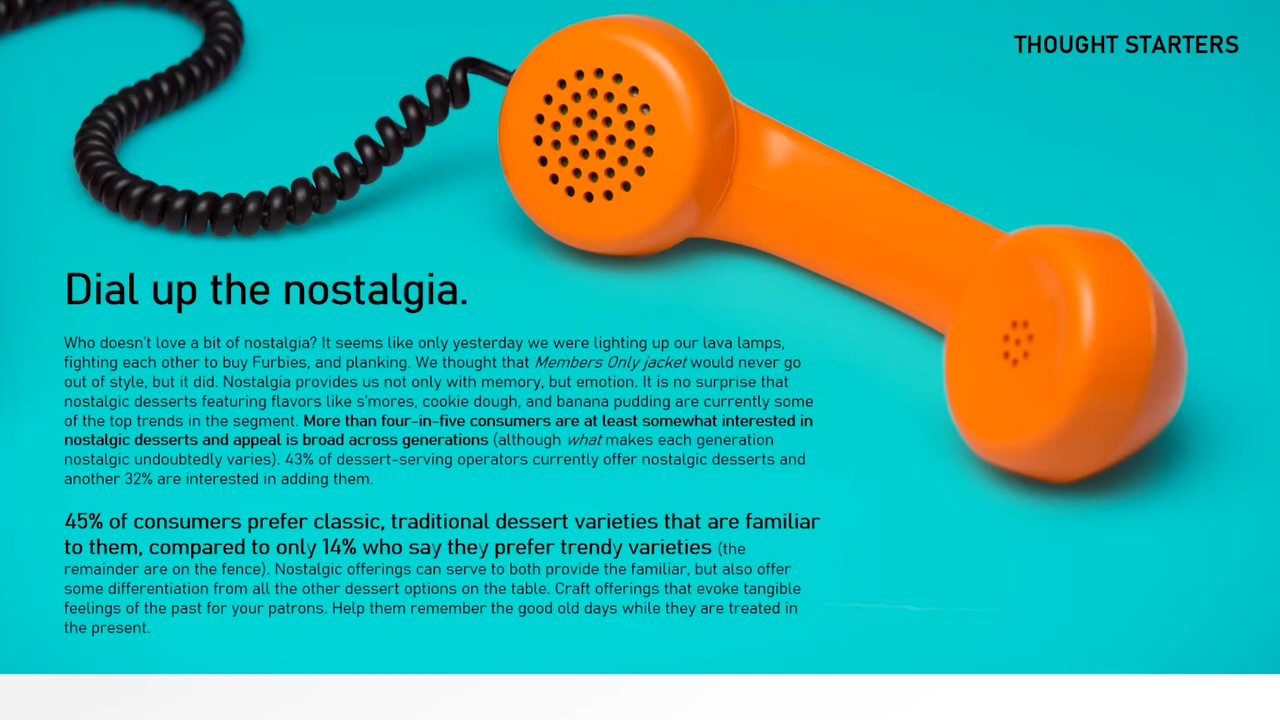 THOUGHT STARTERS
Dial up the nostalgia.
Who doesn't love a bit of nostalgia? It seems like only yesterday we were lighting up our lava lamps,
fighting each other to buy Furbies, and planking. We thought that Members Only jacket would never go
out of style, but it did. Nostalgia provides us not only with memory, but emotion. It is no surprise that
nostalgic desserts featuring flavors like s'mores, cookie dough, and banana pudding are currently some
of the top trends in the segment. More than four-in-five consumers are at least somewhat interested in
nostalgic desserts and appeal is broad across generations (although what makes each generation
nostalgic undoubtedly varies). 43% of dessert-serving operators currently offer nostalgic desserts and
another 32% are interested in adding them.
45% of consumers prefer classic, traditional dessert varieties that are familiar
to them, compared to only 14% who say they prefer trendy varieties (the
remainder are on the fence). Nostalgic offerings can serve to both provide the familiar, but also offer
some differentiation from all the other dessert options on the table. Craft offerings that evoke tangible
feelings of the past for your patrons. Help them remember the good old days while they are treated in
the present.